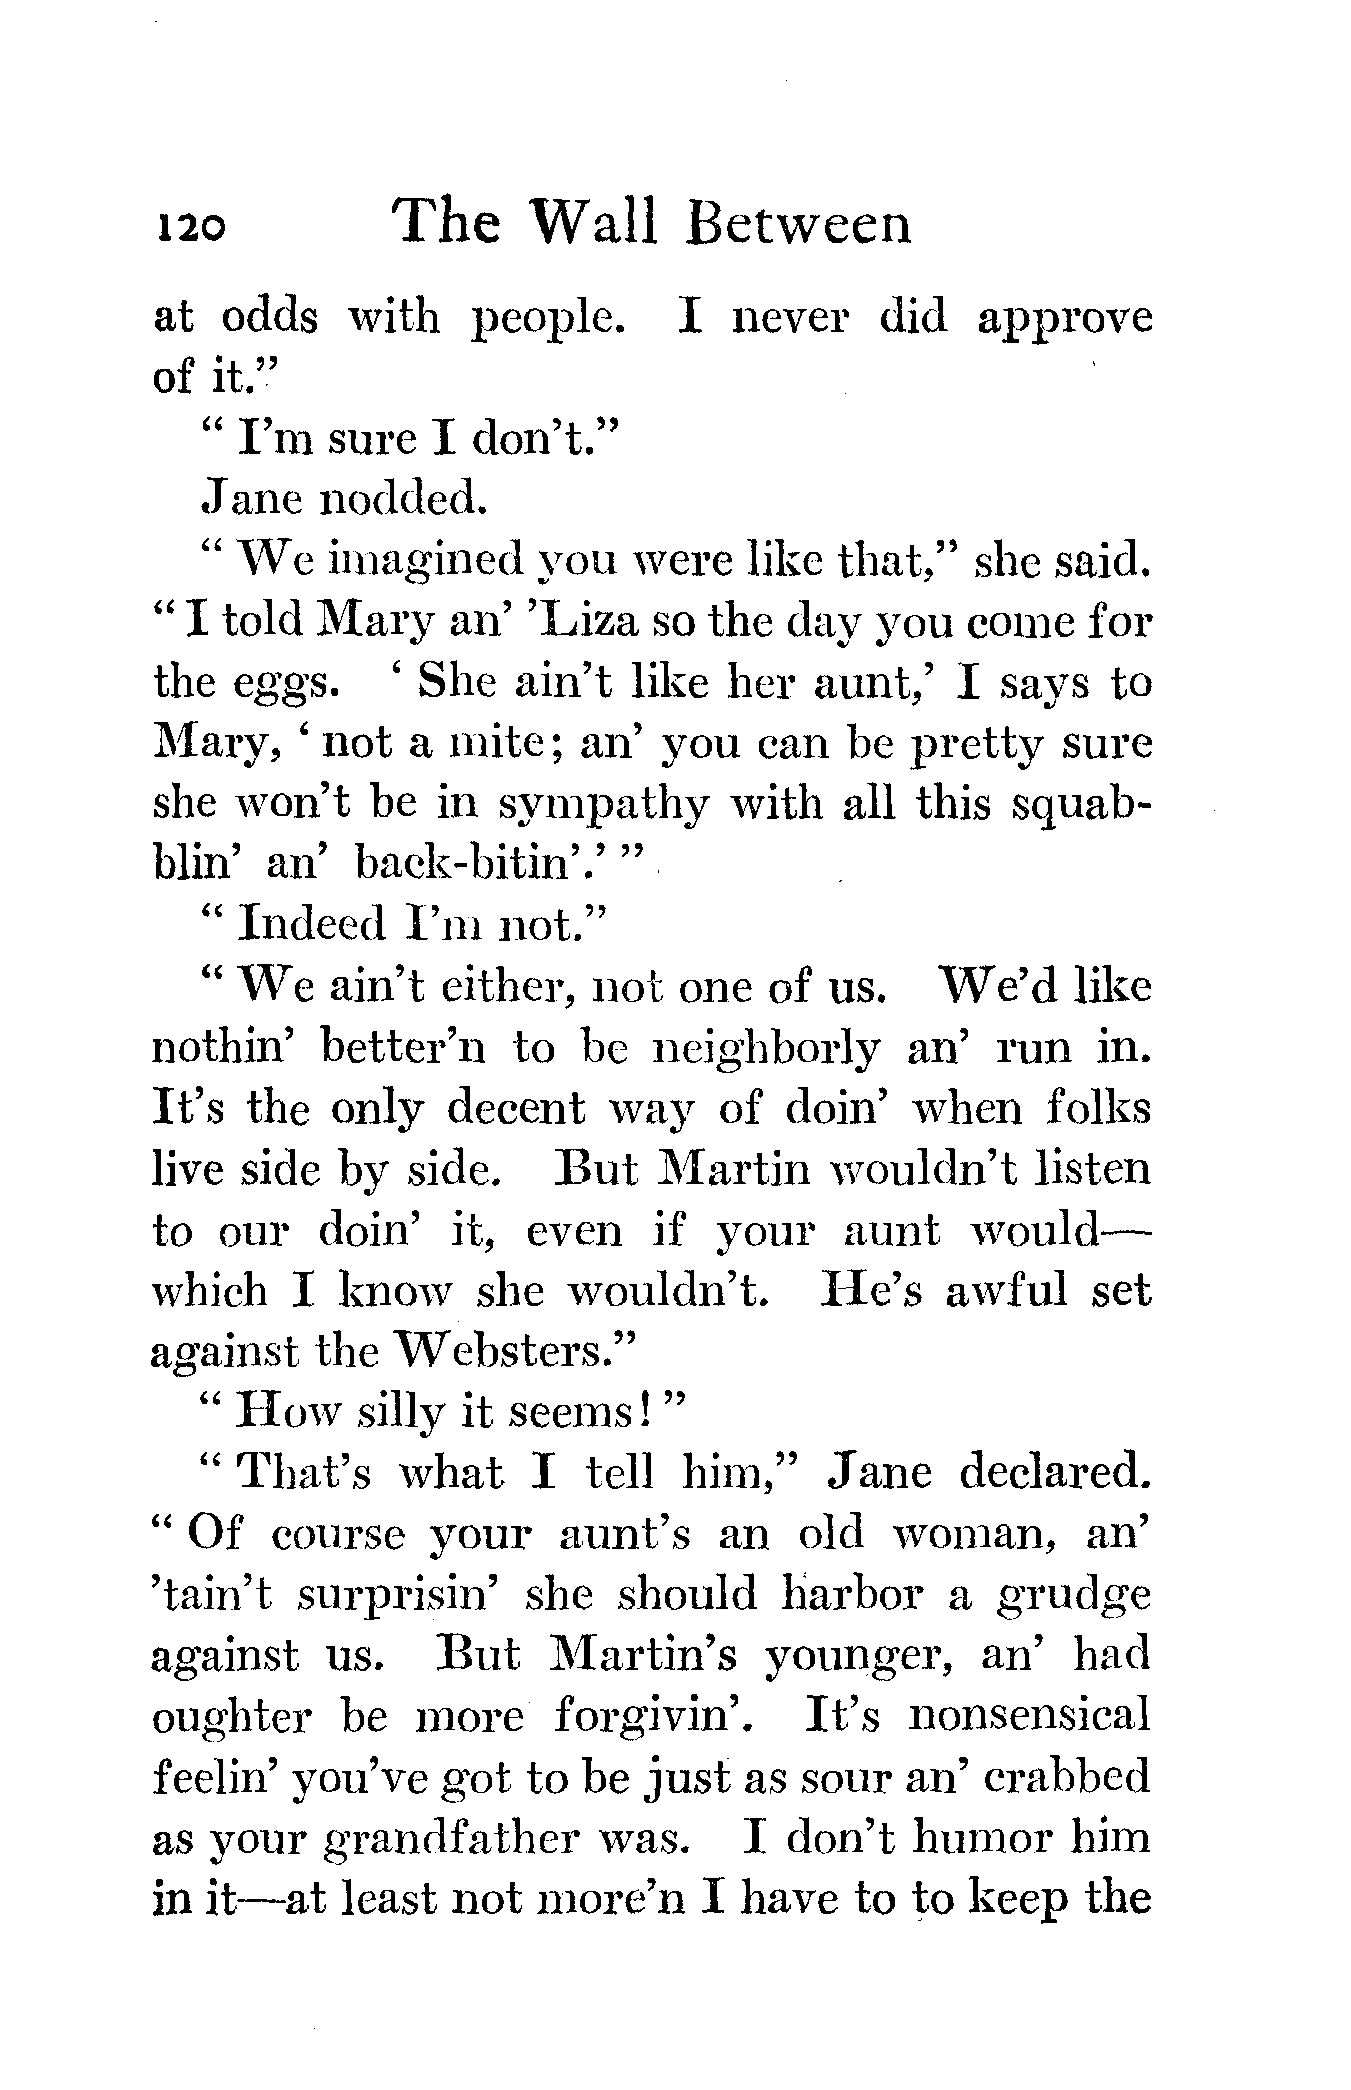 120 The Wall Between
at odds with people. I never did approve
of it.”
“ I’m sure I don’t.”
Jane nodded.
“ We imagined you were like that,” she said.
“ I told Mary an’ ’Liza so the day you come for
the eggs. ‘ She ain’t like her aunt,’ I says to
Mary, ‘ not a mite; an’ you can be pretty sure
she won’t be in sympathy with all this squab-
blin’ an’ back-bitin’.’ ”
“ Indeed I’m not.”
“ We ain’t either, not one of us. We’d like
nothin’ better’n to be neighborly an’ run in.
It’s the only decent way of doin’ when folks
live side by side. But Martin wouldn’t listen
to our doin’ it, even if your aunt would—
which I know she wouldn’t. He’s awful set
against the Websters.”
“ How silly it seems! ”
“ That’s what I tell him,” Jane declared.
“ Of course your aunt’s an old woman, an’
’tain’t surprisin’ she should harbor a grudge
against us. But Martin’s younger, an’ had
oughter be more forgivin’. It’s nonsensical
feelin’ you’ve got to be just as sour an’ crabbed
as your grandfather was. I don’t humor him
in it—at least not more’n I have to to keep the